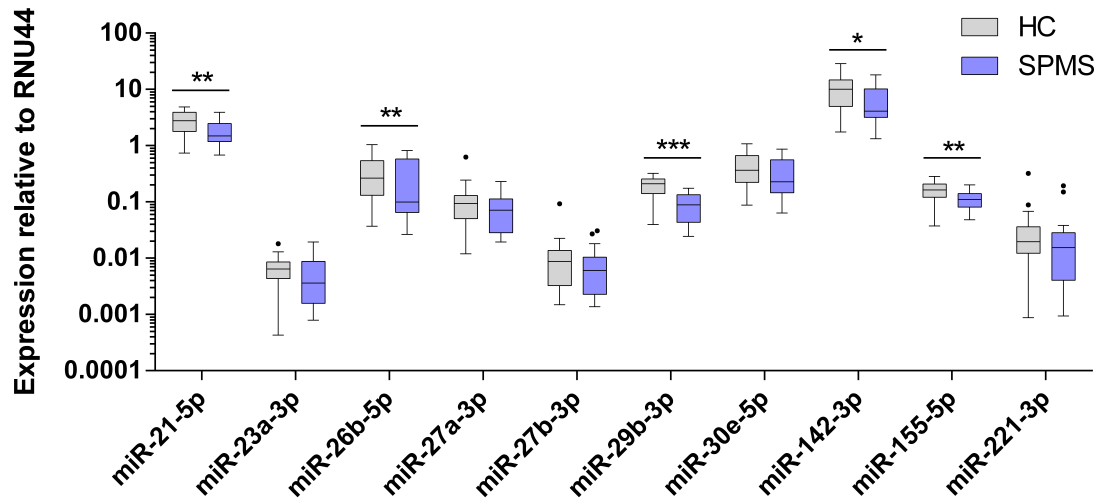 Expression relative to RNU44
100
10
1
0.1
0.01
0.001
0.0001
**
**
***
*
**
HC
SPMS
miR-21-5p
miR-23a-3p
miR-26b-5p
miR-27a-3p
miR-27b-3p
miR-29b-3p
miR-30e-5p
miR-142-3p
miR-155-5p
miR-221-3p